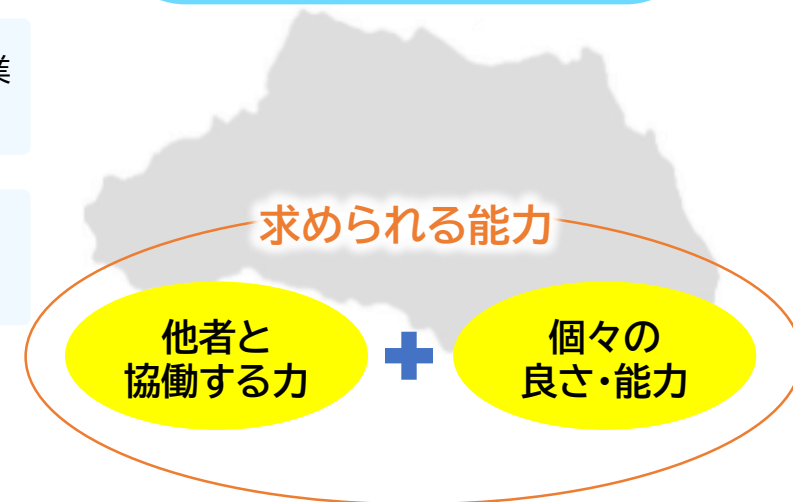 業
求められる能力
他者と
協働する力
個々の
良さ・能力